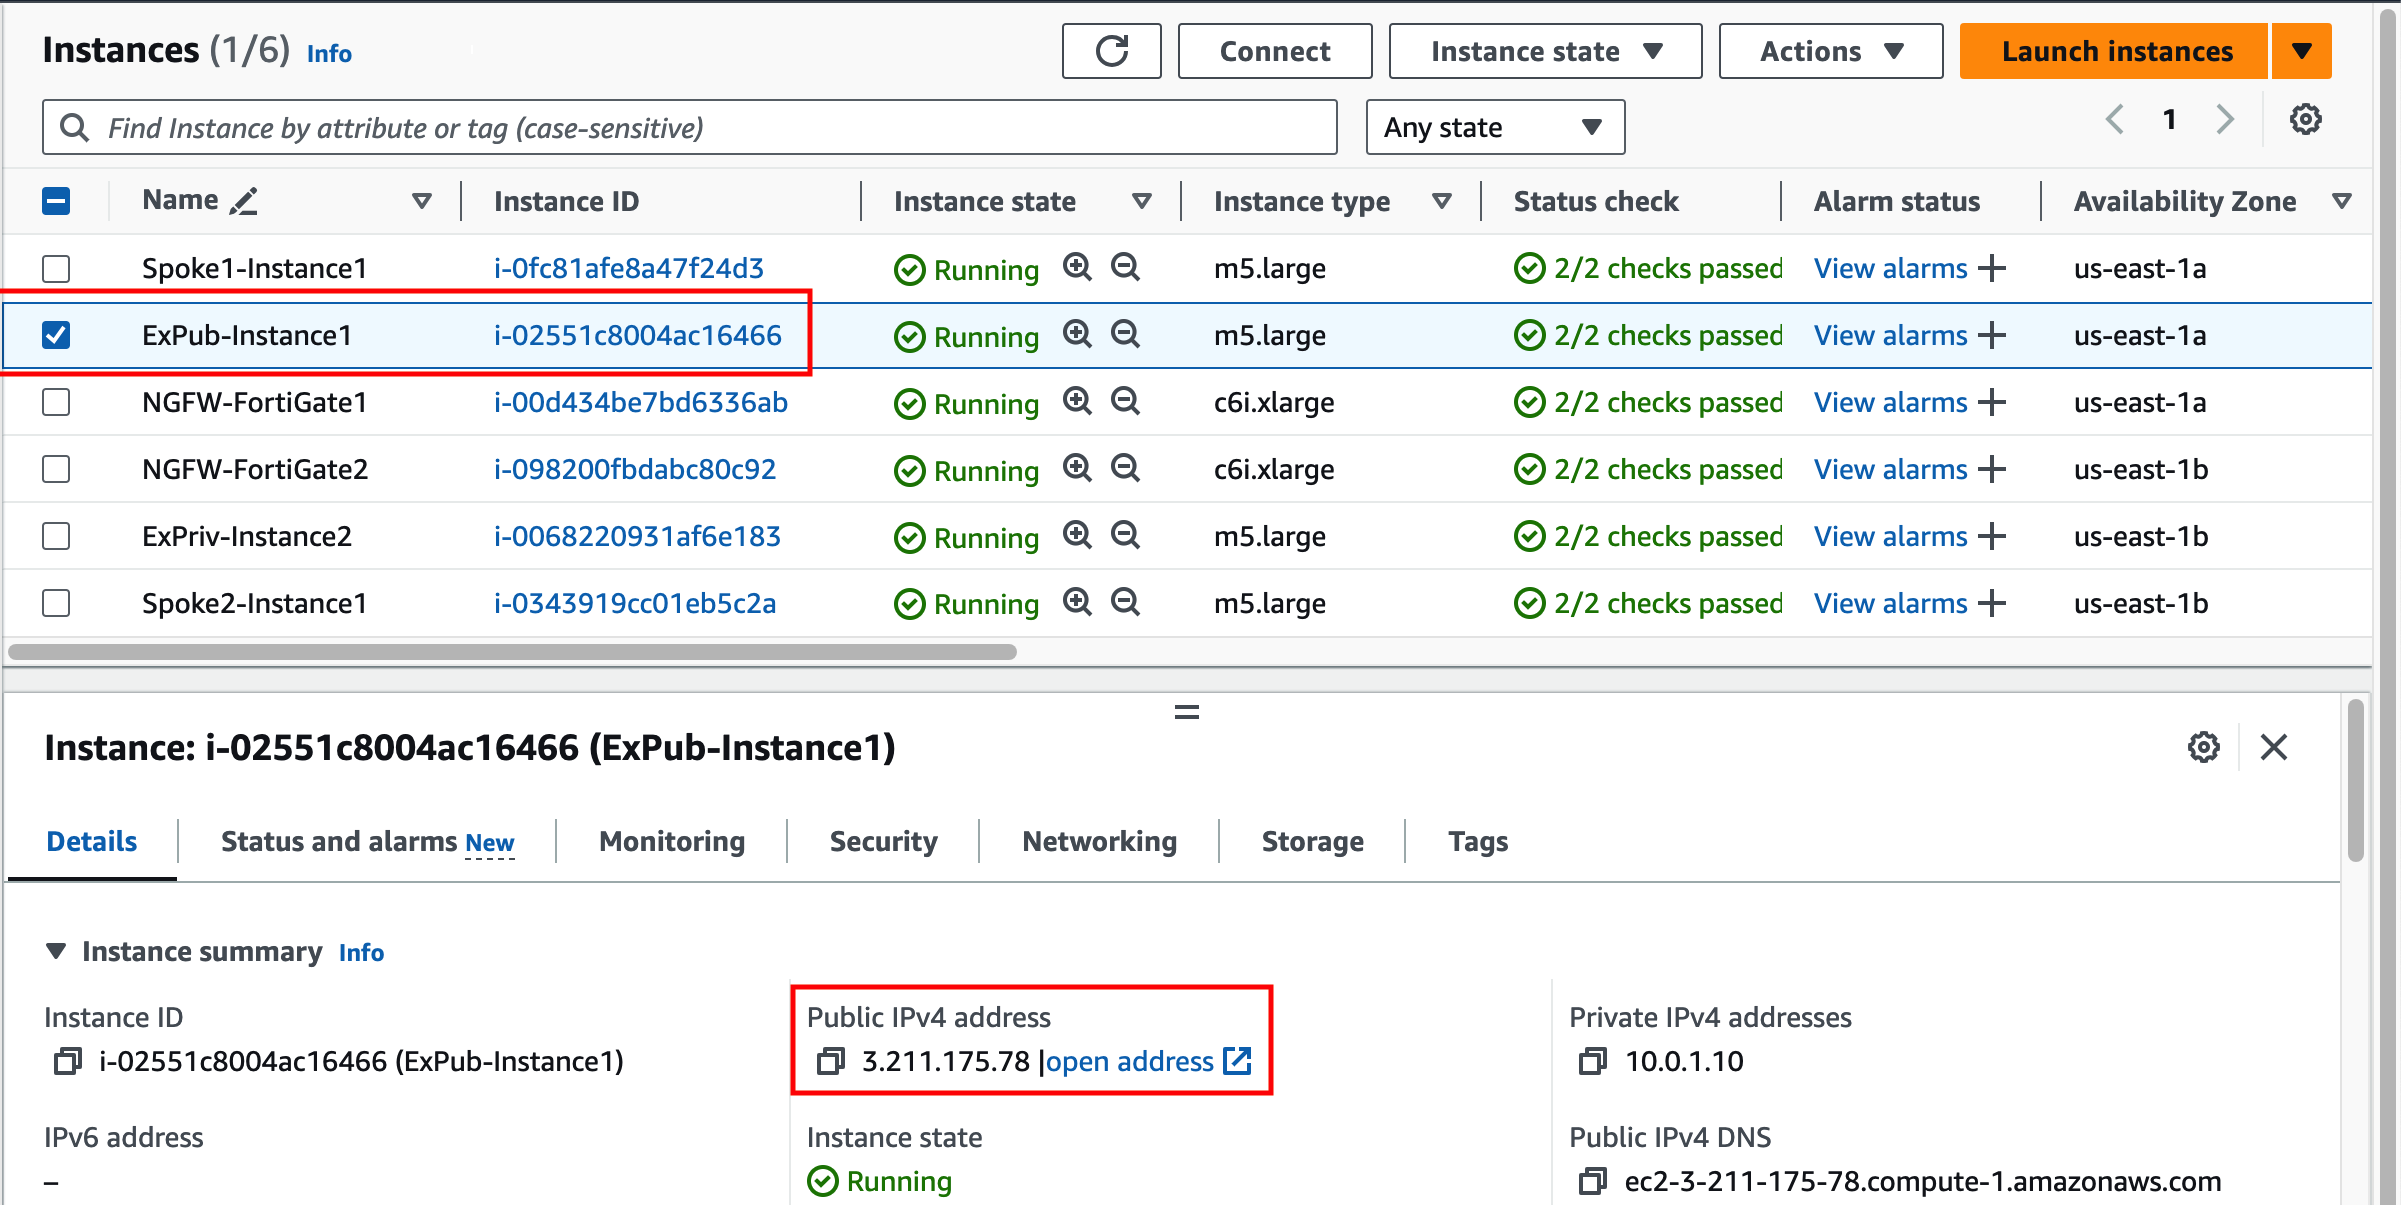 Instances (1/6) Info
Connect
Instance state
Actions
Launch instances
Find Instance by attribute or tag (case-sensitive)
Any state
1
Name Instance ID Instance state Instance type Status check Alarm status Availability Zone
Spoke1-Instance1 i-0fc81afe8a47f24d3 Running m5.large 2/2 checks passed View alarms + us-east-1a
ExPub-Instance1 i-02551c8004ac16466 Running m5.large 2/2 checks passed View alarms + us-east-1a
NGFW-FortiGate1 i-00d434be7bd6336ab Running c6i.xlarge 2/2 checks passed View alarms + us-east-1a
NGFW-FortiGate2 i-098200fbdabc80c92 Running c6i.xlarge 2/2 checks passed View alarms + us-east-1b
ExPriv-Instance2 i-0068220931af6e183 Running m5.large 2/2 checks passed View alarms + us-east-1b
Spoke2-Instance1 i-0343919cc01eb5c2a Running m5.large 2/2 checks passed View alarms + us-east-1b
Instance: i-02551c8004ac16466 (ExPub-Instance1)
Details Status and alarms New Monitoring Security Networking Storage Tags
Instance summary Info
Instance ID
i-02551c8004ac16466 (ExPub-Instance1)
Public IPv4 address
3.211.175.78 |open address
Private IPv4 addresses
10.0.1.10
IPv6 address
–
Instance state
Running
Public IPv4 DNS
ec2-3-211-175-78.compute-1.amazonaws.com